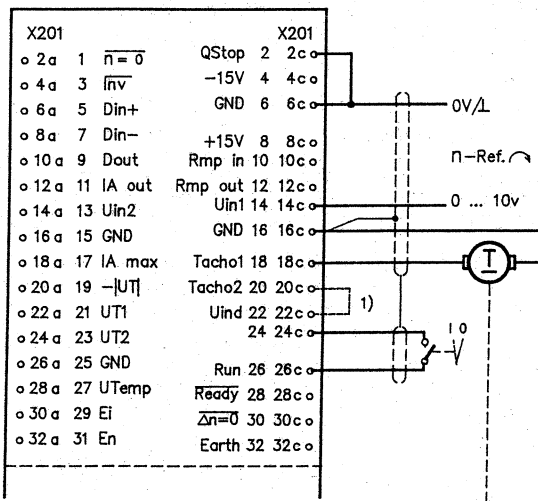 X201 X201
2a 1 n = 0 QStop 2 2c
4a 3 Inv −15V 4 4c
6a 5 Din+ GND 6 6c 0V/⊥
8a 7 Din− +15V 8 8c
10a 9 Dout Rmp in 10 10c n−Ref.
12a 11 IA out Rmp out 12 12c
14a 13 Uin2 Uin1 14 14c 0 ... 10v
16a 15 GND GND 16 16c
18a 17 IA max Tacho1 18 18c T
20a 19 −|UT| Tacho2 20 20c
22a 21 UT1 Uind 22 22c 1)
24a 23 UT2 24 24c I 0
26a 25 GND Run 26 26c
28a 27 UTemp Ready 28 28c
30a 29 Ei Δn=0 30 30c
32a 31 En Earth 32 32c